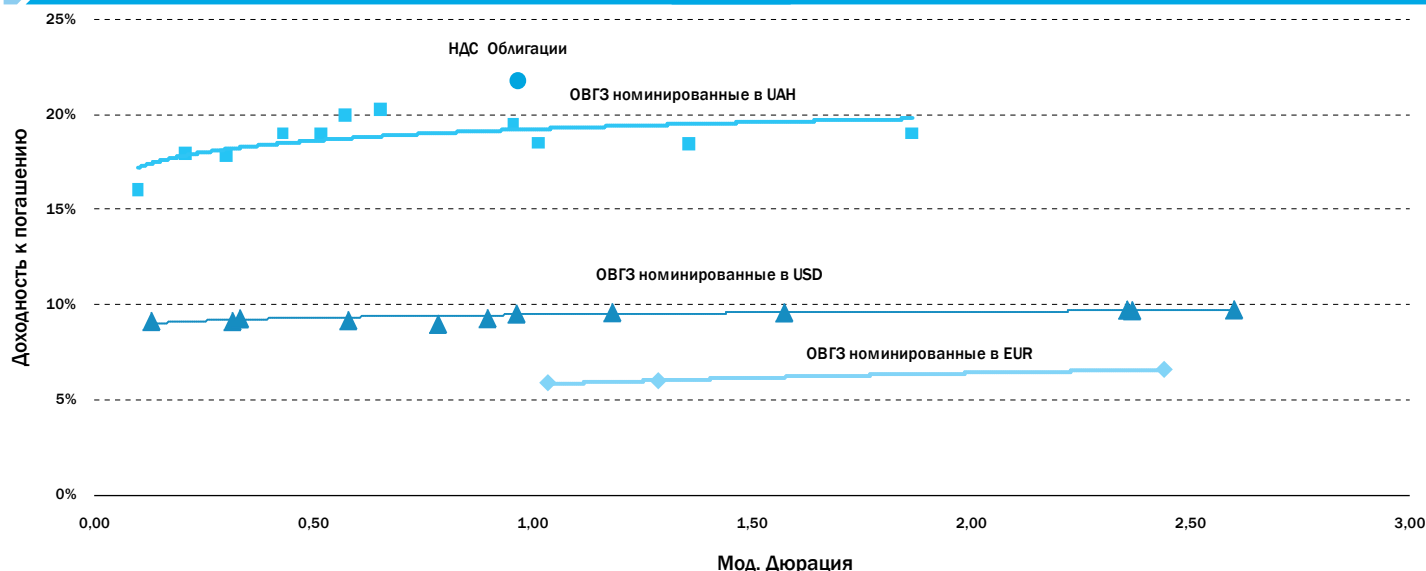 25%
НДС Облигации
ОВГЗ номинированные в UAH
20%
15%
Доходность к погашению
ОВГЗ номинированные в USD
10%
ОВГЗ номинированные в EUR
5%
0%
0,00 0,50 1,00 1,50 2,00 2,50 3,00
Мод. Дюрация